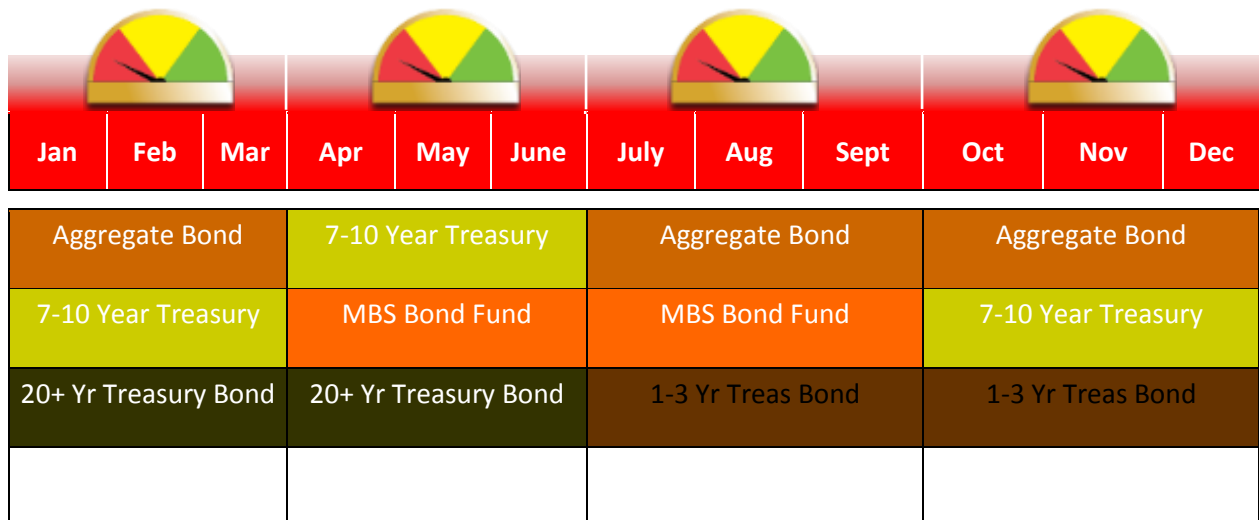 Jan Feb Mar Apr May June July Aug Sept Oct Nov Dec
Aggregate Bond 7-10 Year Treasury Aggregate Bond Aggregate Bond
7-10 Year Treasury MBS Bond Fund MBS Bond Fund 7-10 Year Treasury
20+ Yr Treasury Bond 20+ Yr Treasury Bond 1-3 Yr Treas Bond 1-3 Yr Treas Bond